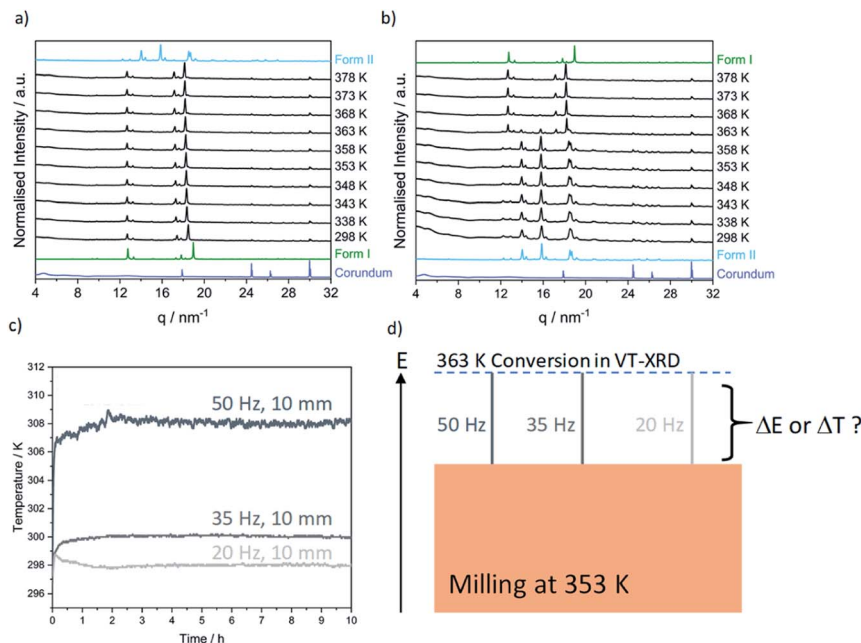 a)
Normalised Intensity / a.u.
Form II
378 K
373 K
368 K
363 K
358 K
353 K
348 K
343 K
338 K
298 K
Form I
Corundum
4 8 12 16 20 24 28 32
q / nm⁻¹
b)
Normalised Intensity / a.u.
Form I
378 K
373 K
368 K
363 K
358 K
353 K
348 K
343 K
338 K
298 K
Form II
Corundum
4 8 12 16 20 24 28 32
q / nm⁻¹
c)
Temperature / K
312
310
308
306
304
302
300
298
296
50 Hz, 10 mm
35 Hz, 10 mm
20 Hz, 10 mm
0 1 2 3 4 5 6 7 8 9 10
Time / h
d)
E
363 K Conversion in VT-XRD
50 Hz 35 Hz 20 Hz
ΔE or ΔT ?
Milling at 353 K